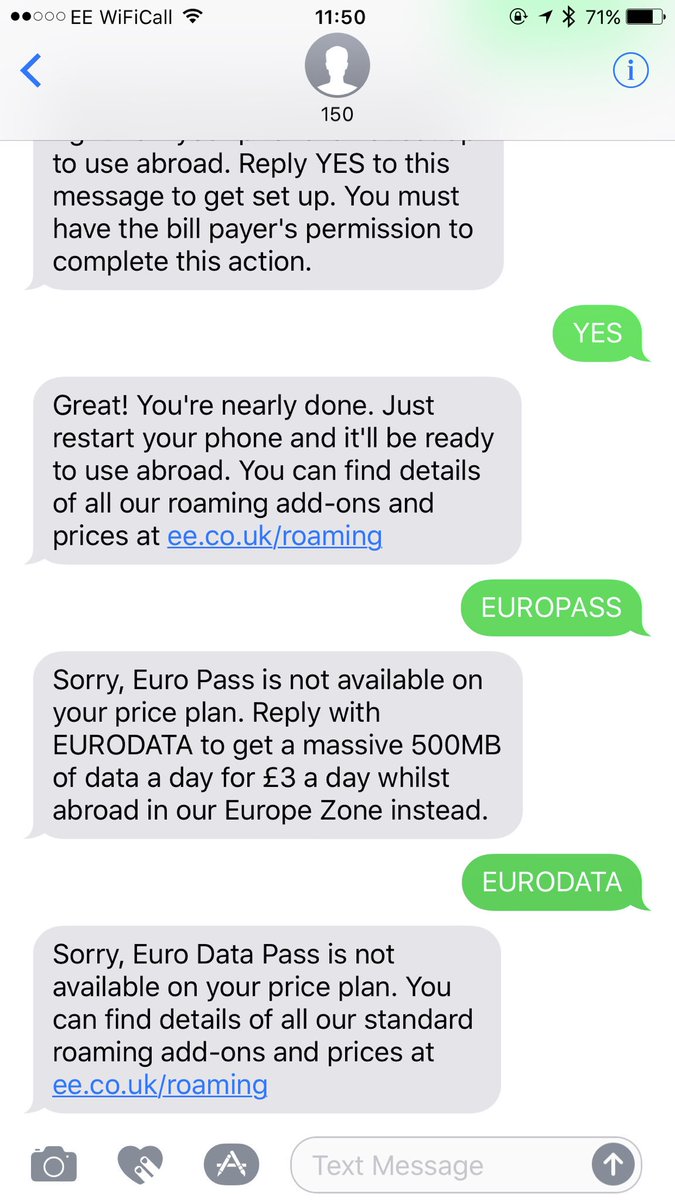 EE WiFiCall 11:50 71%
150
to use abroad. Reply YES to this
message to get set up. You must
have the bill payer's permission to
complete this action.
YES
Great! You're nearly done. Just
restart your phone and it'll be ready
to use abroad. You can find details
of all our roaming add-ons and
prices at ee.co.uk/roaming
EUROPASS
Sorry, Euro Pass is not available on
your price plan. Reply with
EURODATA to get a massive 500MB
of data a day for £3 a day whilst
abroad in our Europe Zone instead.
EURODATA
Sorry, Euro Data Pass is not
available on your price plan. You
can find details of all our standard
roaming add-ons and prices at
ee.co.uk/roaming
Text Message